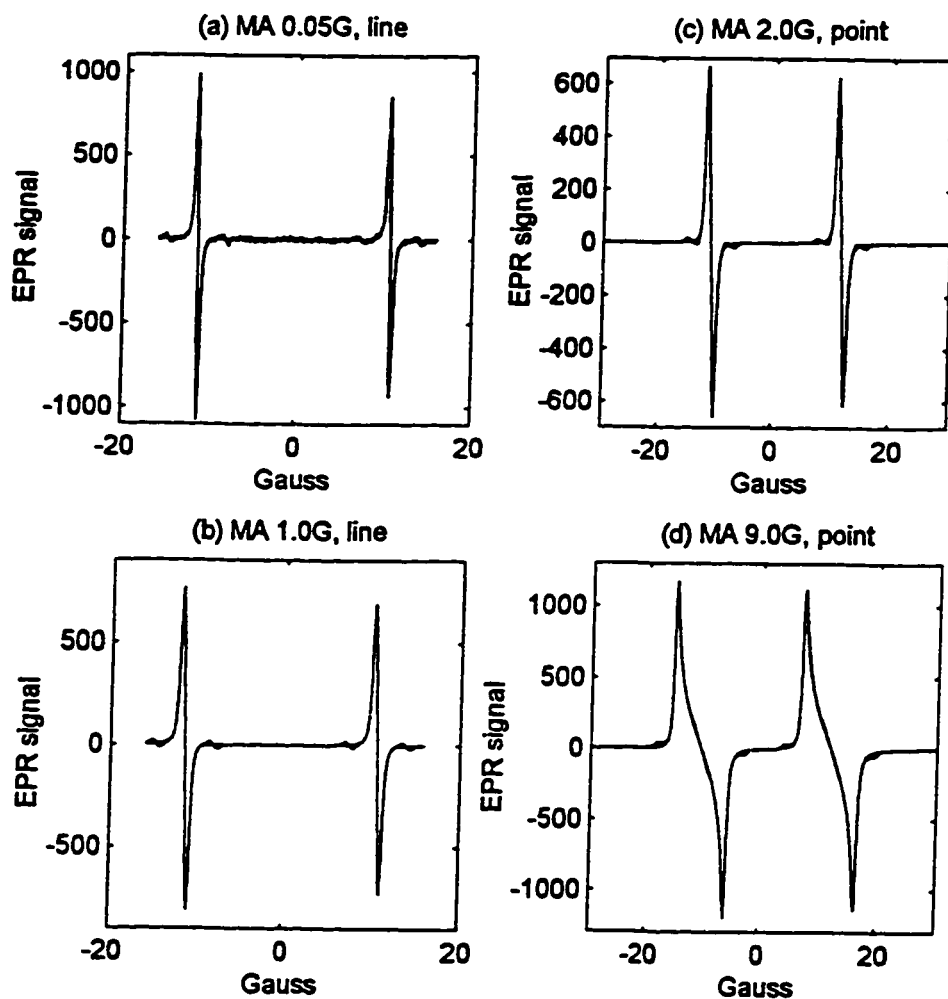 (a) MA 0.05G, line
1000
500
0
-500
-1000
EPR signal
-20
0
20
Gauss
(c) MA 2.0G, point
600
400
200
0
-200
-400
-600
EPR signal
-20
0
20
Gauss
(b) MA 1.0G, line
500
0
-500
EPR signal
-20
0
20
Gauss
(d) MA 9.0G, point
1000
500
0
-500
-1000
EPR signal
-20
0
20
Gauss